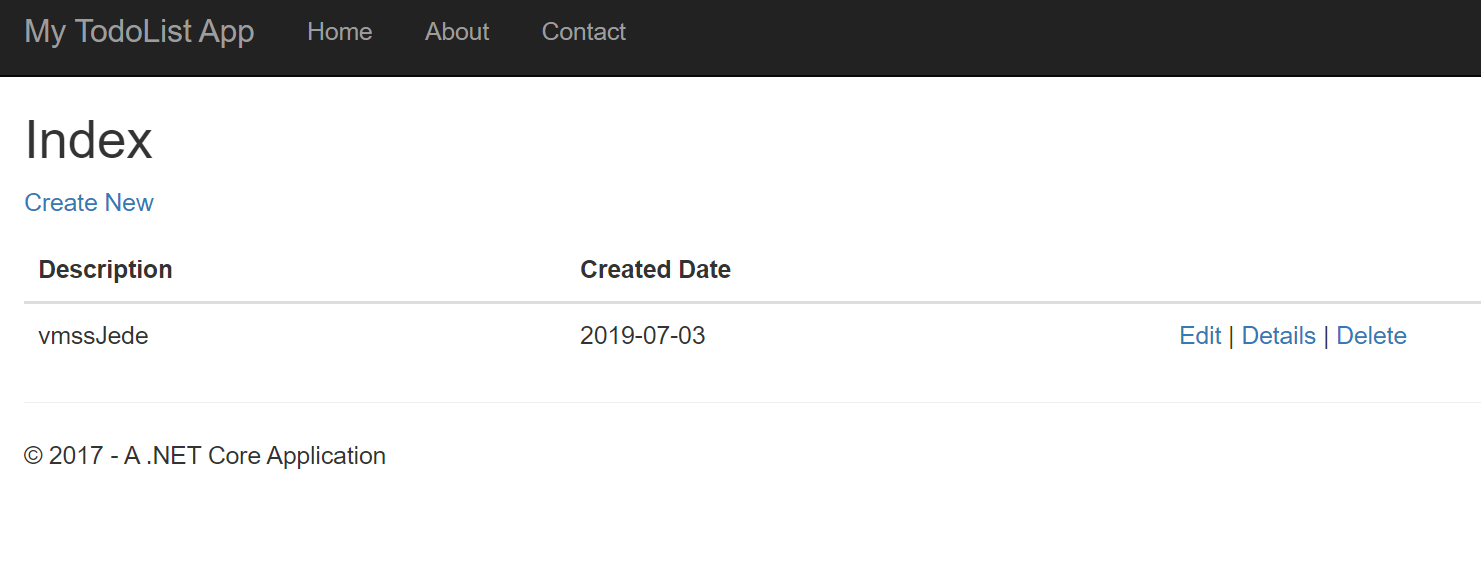 My TodoList App Home About Contact
Index
Create New
Description Created Date
vmssJede 2019-07-03 Edit | Details | Delete
© 2017 - A .NET Core Application